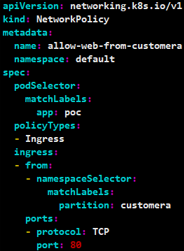 apiVersion: networking.k8s.io/v1
kind: NetworkPolicy
metadata:
  name: allow-web-from-customera
  namespace: default
spec:
  podSelector:
    matchLabels:
      app: poc
  policyTypes:
  - Ingress
  ingress:
  - from:
    - namespaceSelector:
        matchLabels:
          partition: customera
    ports:
    - protocol: TCP
      port: 80